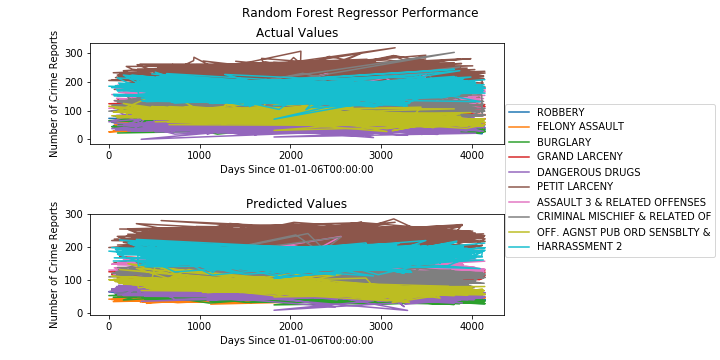 Random Forest Regressor Performance
Actual Values
Number of Crime Reports
300
200
100
0
0 1000 2000 3000 4000
Days Since 01-01-06T00:00:00
ROBBERY
FELONY ASSAULT
BURGLARY
GRAND LARCENY
DANGEROUS DRUGS
PETIT LARCENY
ASSAULT 3 & RELATED OFFENSES
CRIMINAL MISCHIEF & RELATED OF
OFF. AGNST PUB ORD SENSBLTY &
HARRASSMENT 2
Predicted Values
Number of Crime Reports
300
200
100
0
0 1000 2000 3000 4000
Days Since 01-01-06T00:00:00